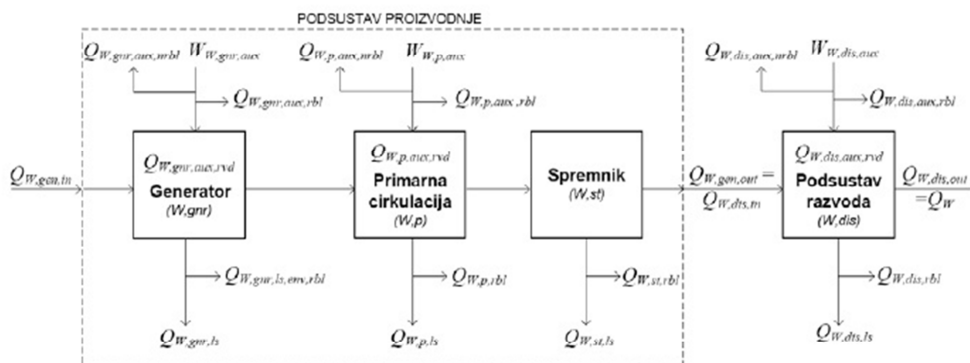 PODSUSTAV PROIZVODNJE
Q_{W,gnr,aux,nrbl} W_{W,gnr,aux} Q_{W,p,aux,nrbl} W_{W,p,aux} Q_{W,dis,aux,nrbl} W_{W,dis,aux}
Q_{W,gnr,aux,rbl} Q_{W,p,aux,rbl} Q_{W,dis,aux,rbl}
Q_{W,gen,in} Q_{W,gnr,aux,rvd} Q_{W,p,aux,rvd} Spremnik Q_{W,gen,out} = Q_{W,dis,aux,rvd} Q_{W,dis,out}
Generator Primarna (W,st) Q_{W,dis,in} Podsustav =Q_W
(W,gnr) cirkulacija razvoda
(W,p) (W,dis)
Q_{W,gnr,ls,env,rbl} Q_{W,p,rbl} Q_{W,st,rbl} Q_{W,dis,rbl}
Q_{W,gnr,ls} Q_{W,p,ls} Q_{W,st,ls} Q_{W,dis,ls}